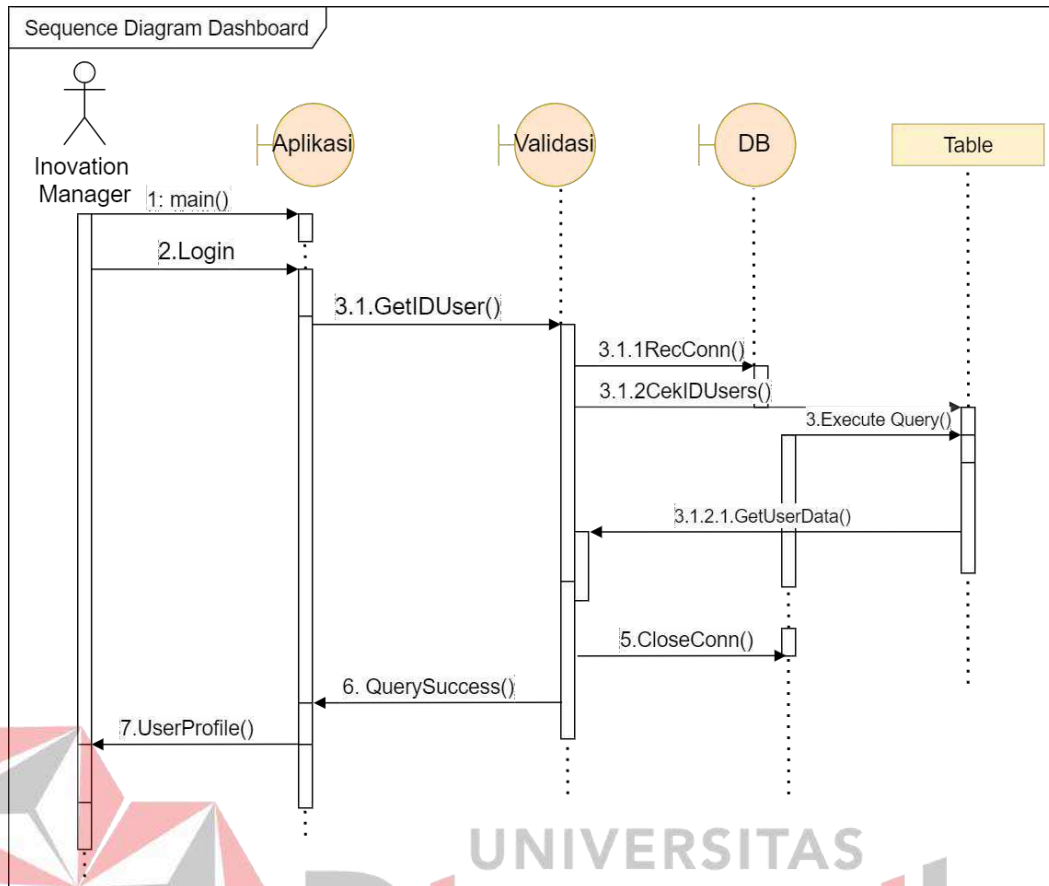 Sequence Diagram Dashboard
Inovation
Manager
Aplikasi
Validasi
DB
Table
1: main()
2.Login
3.1.GetIDUser()
3.1.1RecConn()
3.1.2CekIDUsers()
3.Execute Query()
3.1.2.1.GetUserData()
5.CloseConn()
6. QuerySuccess()
7.UserProfile()
UNIVERSITAS